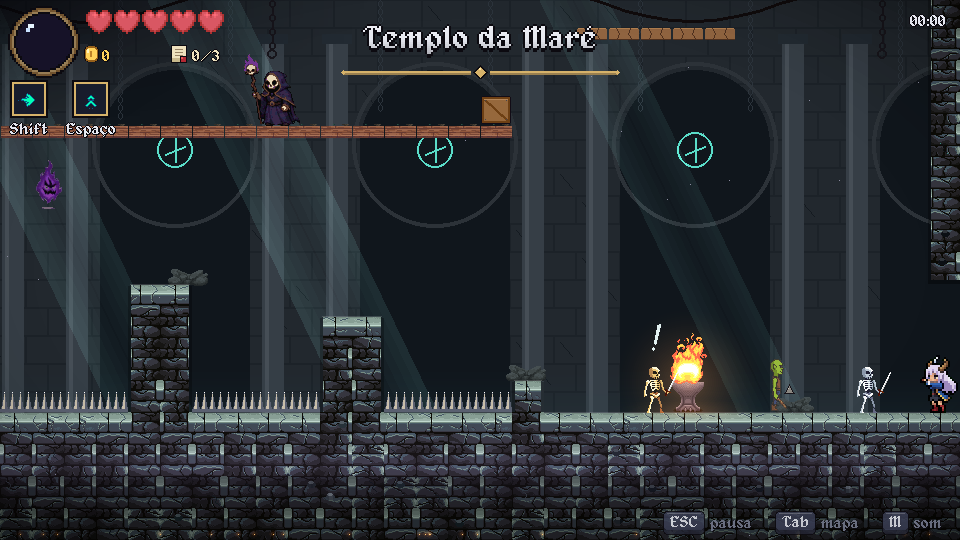 Templo da Maré
00:00
0
0/3
Shift
Espaço
!
ESC pausa
Tab mapa
M som